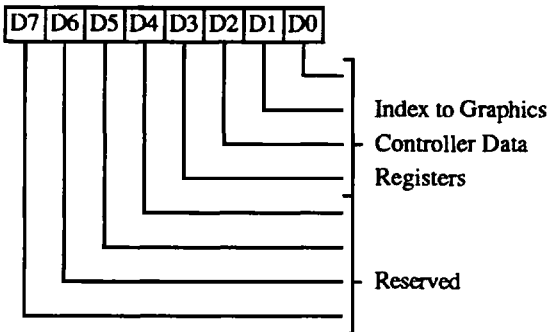 D7 D6 D5 D4 D3 D2 D1 D0
Index to Graphics
Controller Data
Registers
Reserved